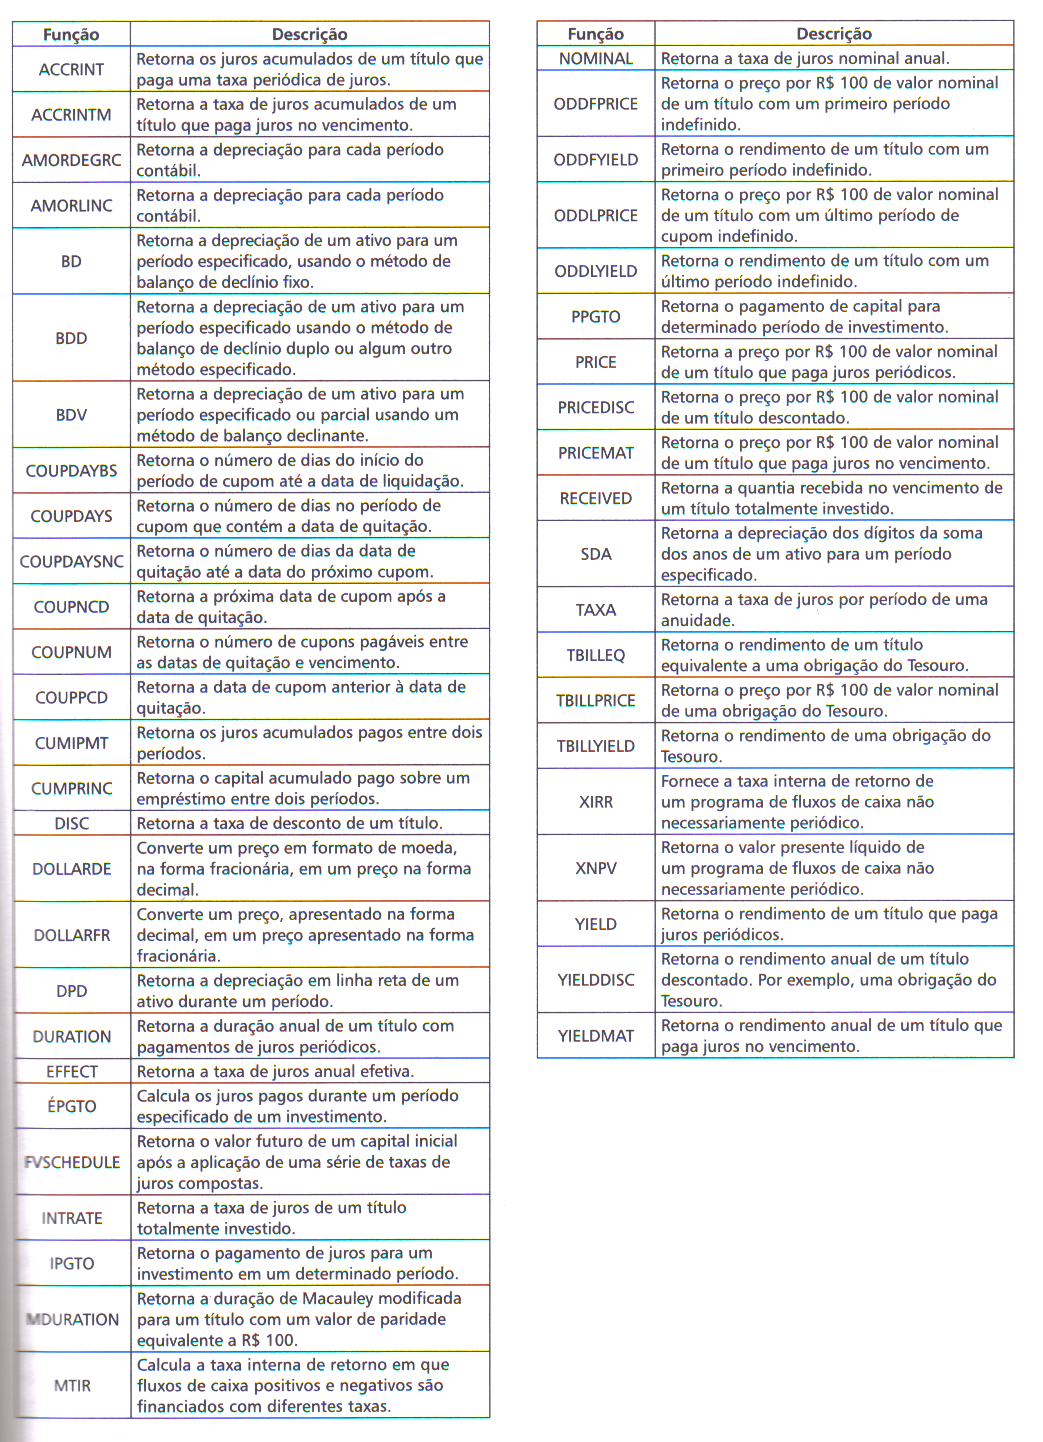 Função Descrição
ACCRINT
Retorna os juros acumulados de um título que
paga uma taxa periódica de juros.
ACCRINTM
Retorna a taxa de juros acumulados de um
título que paga juros no vencimento.
AMORDEGRC
Retorna a depreciação para cada período
contábil.
AMORLINC
Retorna a depreciação para cada período
contábil.
BD
Retorna a depreciação de um ativo para um
período especificado, usando o método de
balanço de declínio fixo.
BDD
Retorna a depreciação de um ativo para um
período especificado usando o método de
balanço de declínio duplo ou algum outro
método especificado.
BDV
Retorna a depreciação de um ativo para um
período especificado ou parcial usando um
método de balanço declinante.
COUPDAYBS
Retorna o número de dias do início do
período de cupom até a data de liquidação.
COUPDAYS
Retorna o número de dias no período de
cupom que contém a data de quitação.
COUPDAYSNC
Retorna o número de dias da data de
quitação até a data do próximo cupom.
COUPNCD
Retorna a próxima data de cupom após a
data de quitação.
COUPNUM
Retorna o número de cupons pagáveis entre
as datas de quitação e vencimento.
COUPPCD
Retorna a data de cupom anterior à data de
quitação.
CUMIPMT
Retorna os juros acumulados pagos entre dois
períodos.
CUMPRINC
Retorna o capital acumulado pago sobre um
empréstimo entre dois períodos.
DISC
Retorna a taxa de desconto de um título.
DOLLARDE
Converte um preço em formato de moeda,
na forma fracionária, em um preço na forma
decimal.
DOLLARFR
Converte um preço, apresentado na forma
decimal, em um preço apresentado na forma
fracionária.
DPD
Retorna a depreciação em linha reta de um
ativo durante um período.
DURATION
Retorna a duração anual de um título com
pagamentos de juros periódicos.
EFFECT
Retorna a taxa de juros anual efetiva.
ÉPGTO
Calcula os juros pagos durante um período
especificado de um investimento.
FVSCHEDULE
Retorna o valor futuro de um capital inicial
após a aplicação de uma série de taxas de
juros compostas.
INTRATE
Retorna a taxa de juros de um título
totalmente investido.
IPGTO
Retorna o pagamento de juros para um
investimento em um determinado período.
MDURATION
Retorna a duração de Macauley modificada
para um título com um valor de paridade
equivalente a R$ 100.
MTIR
Calcula a taxa interna de retorno em que
fluxos de caixa positivos e negativos são
financiados com diferentes taxas.
Função Descrição
NOMINAL
Retorna a taxa de juros nominal anual.
ODDFPRICE
Retorna o preço por R$ 100 de valor nominal
de um título com um primeiro período
indefinido.
ODDFYIELD
Retorna o rendimento de um título com um
primeiro período indefinido.
ODDLPRICE
Retorna o preço por R$ 100 de valor nominal
de um título com um último período de
cupom indefinido.
ODDLYIELD
Retorna o rendimento de um título com um
último período indefinido.
PPGTO
Retorna o pagamento de capital para
determinado período de investimento.
PRICE
Retorna a preço por R$ 100 de valor nominal
de um título que paga juros periódicos.
PRICEDISC
Retorna o preço por R$ 100 de valor nominal
de um título descontado.
PRICEMAT
Retorna o preço por R$ 100 de valor nominal
de um título que paga juros no vencimento.
RECEIVED
Retorna a quantia recebida no vencimento de
um título totalmente investido.
SDA
Retorna a depreciação dos dígitos da soma
dos anos de um ativo para um período
especificado.
TAXA
Retorna a taxa de juros por período de uma
anuidade.
TBILLEQ
Retorna o rendimento de um título
equivalente a uma obrigação do Tesouro.
TBILLPRICE
Retorna o preço por R$ 100 de valor nominal
de uma obrigação do Tesouro.
TBILLYIELD
Retorna o rendimento de uma obrigação do
Tesouro.
XIRR
Fornece a taxa interna de retorno de
um programa de fluxos de caixa não
necessariamente periódico.
XNPV
Retorna o valor presente líquido de
um programa de fluxos de caixa não
necessariamente periódico.
YIELD
Retorna o rendimento de um título que paga
juros periódicos.
YIELDDISC
Retorna o rendimento anual de um título
descontado. Por exemplo, uma obrigação do
Tesouro.
YIELDMAT
Retorna o rendimento anual de um título que
paga juros no vencimento.